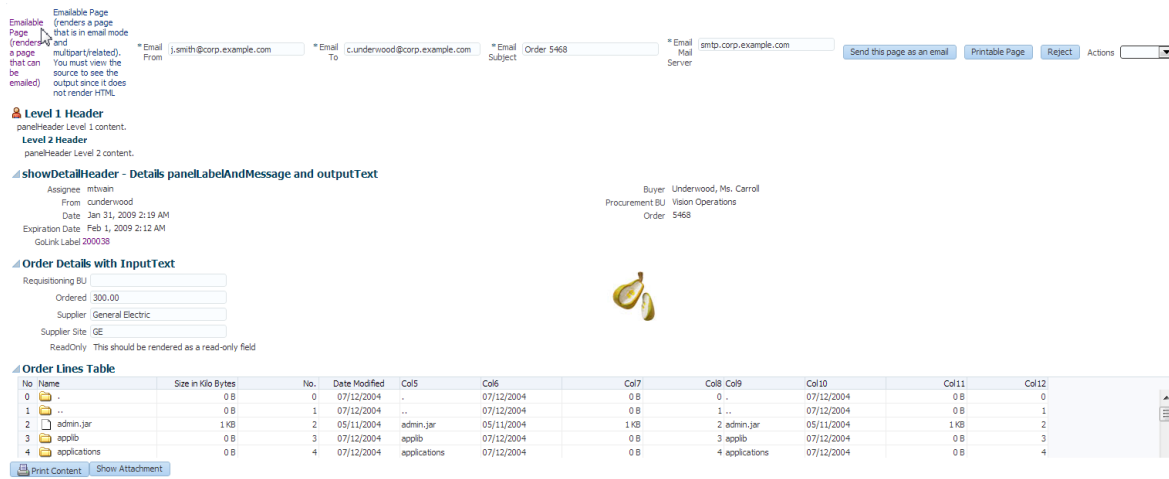 Emailable
Page
(renders
a page
that can
be
emailed)
Emailable Page
(renders a page
that is in email mode
and
multipart/related).
You must view the
source to see the
output since it does
not render HTML
* Email From j.smith@corp.example.com
* Email To c.underwood@corp.example.com
* Email Subject Order 5468
* Email Mail Server smtp.corp.example.com
Send this page as an email
Printable Page
Reject
Actions
Level 1 Header
panelHeader Level 1 content.
Level 2 Header
panelHeader Level 2 content.
showDetailHeader - Details panelLabelAndMessage and outputText
Assignee mtwain
From cunderwood
Date Jan 31, 2009 2:19 AM
Expiration Date Feb 1, 2009 2:12 AM
GoLink Label 200038
Buyer Underwood, Ms. Carroll
Procurement BU Vision Operations
Order 5468
Order Details with InputText
Requisitioning BU
Ordered 300.00
Supplier General Electric
Supplier Site GE
ReadOnly This should be rendered as a read-only field
Order Lines Table
No Name Size in Kilo Bytes No. Date Modified Col5 Col6 Col7 Col8 Col9 Col10 Col11 Col12
0 . 0 B 0 07/12/2004 . 07/12/2004 0 B 0 . 07/12/2004 0 B 0
1 .. 0 B 1 07/12/2004 .. 07/12/2004 0 B 1 .. 07/12/2004 0 B 1
2 admin.jar 1 KB 2 05/11/2004 admin.jar 05/11/2004 1 KB 2 admin.jar 05/11/2004 1 KB 2
3 applib 0 B 3 07/12/2004 applib 07/12/2004 0 B 3 applib 07/12/2004 0 B 3
4 applications 0 B 4 07/12/2004 applications 07/12/2004 0 B 4 applications 07/12/2004 0 B 4
Print Content
Show Attachment